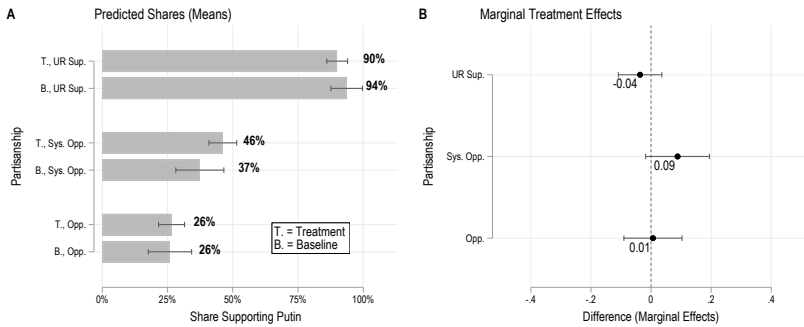 A
Predicted Shares (Means)
Partisanship
T., UR Sup.
90%
B., UR Sup.
94%
T., Sys. Opp.
46%
B., Sys. Opp.
37%
T., Opp.
26%
B., Opp.
26%
T. = Treatment
B. = Baseline
0%
25%
50%
75%
100%
Share Supporting Putin
B
Marginal Treatment Effects
Partisanship
UR Sup.
-0.04
Sys. Opp.
0.09
Opp.
0.01
-.4
-.2
0
.2
.4
Difference (Marginal Effects)